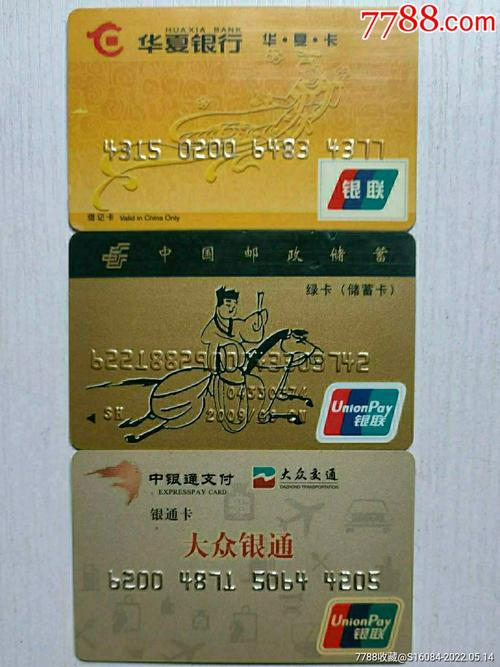 7788.com
HUAXIA BANK
华夏银行 华·夏·卡
4315 0200 6483 4377
银联
借记卡 Valid in China Only
中国邮政储蓄
绿卡（储蓄卡）
SH
UnionPay
银联
中银通支付
EXPRESSPAY CARD
大众交通
DAZHONG TRANSPORTATION
银通卡
大众银通
6200 4871 5064 4205
UnionPay
银联
7788收藏@S16084-2022.05.14